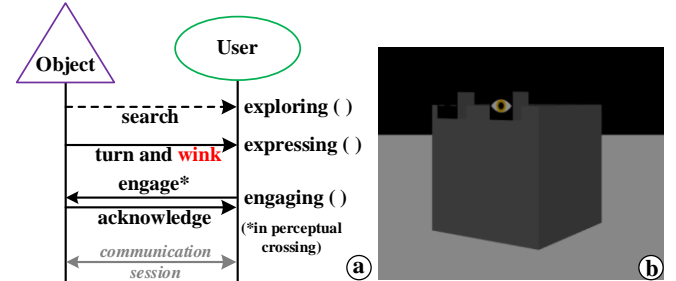 Object
User
search
exploring ( )
turn and wink
expressing ( )
engage*
engaging ( )
acknowledge
(*in perceptual
crossing)
communication
session
a
b